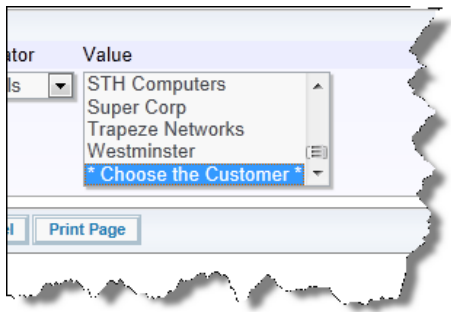 ator Value
ls STH Computers
Super Corp
Trapeze Networks
Westminster
* Choose the Customer *
el Print Page